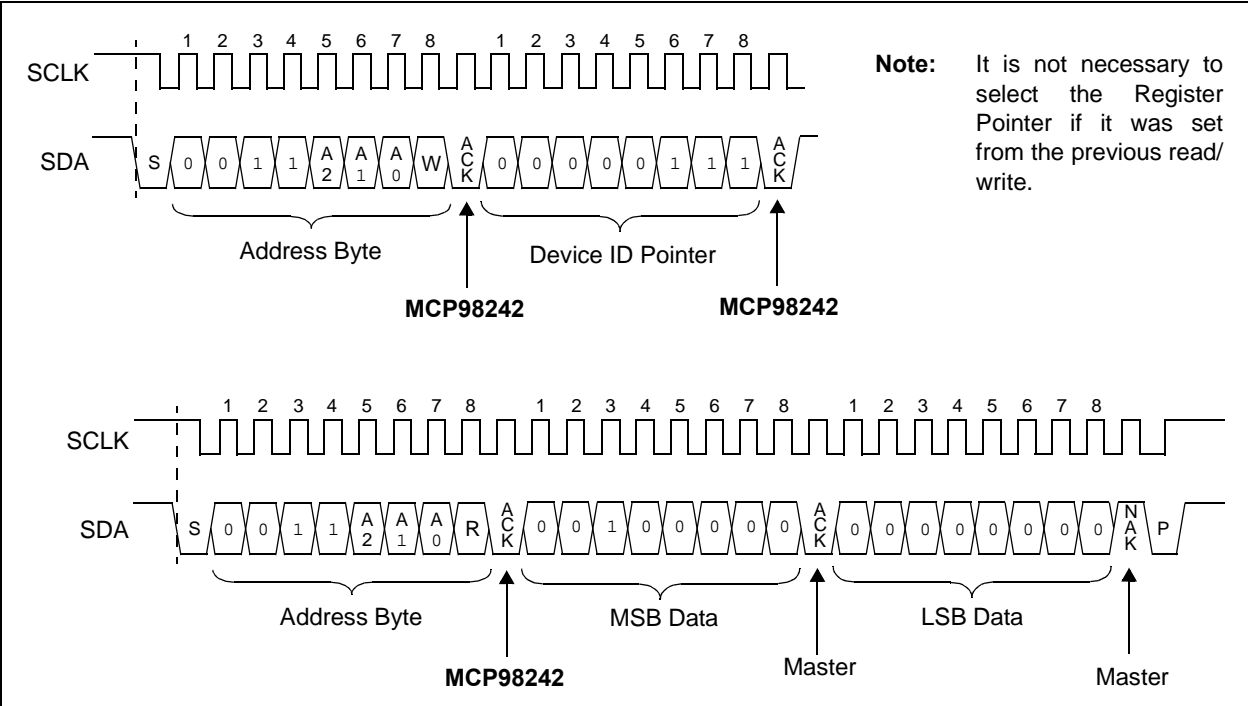 1 2 3 4 5 6 7 8 1 2 3 4 5 6 7 8
SCLK
SDA S 0 0 1 1 A2 A1 A0 W ACK 0 0 0 0 0 1 1 1 ACK
Address Byte Device ID Pointer
MCP98242 MCP98242
Note: It is not necessary to
select the Register
Pointer if it was set
from the previous read/
write.
1 2 3 4 5 6 7 8 1 2 3 4 5 6 7 8 1 2 3 4 5 6 7 8
SCLK
SDA S 0 0 1 1 A2 A1 A0 R ACK 0 0 1 0 0 0 0 0 ACK 0 0 0 0 0 0 0 0 NAK P
Address Byte MSB Data LSB Data
MCP98242 Master Master